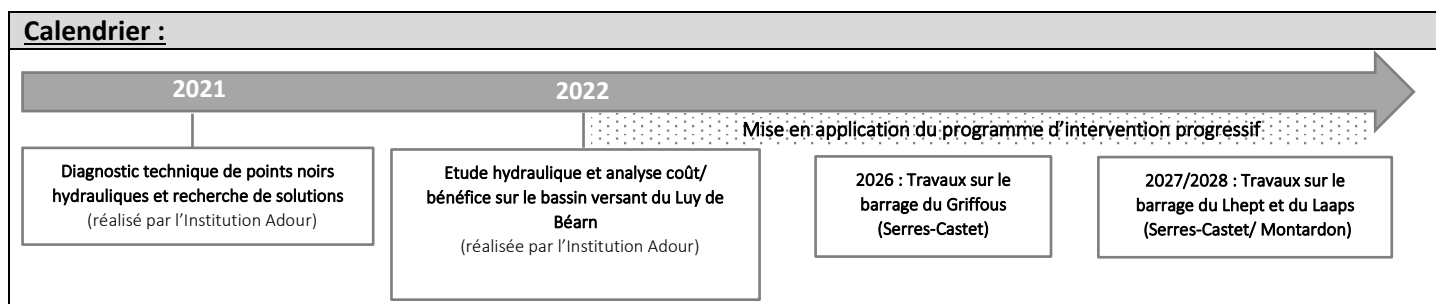 Calendrier :
2021
2022
Mise en application du programme d'intervention progressif
Diagnostic technique de points noirs
hydrauliques et recherche de solutions
(réalisé par l'Institution Adour)
Etude hydraulique et analyse coût/
bénéfice sur le bassin versant du Luy de
Béarn
(réalisée par l'Institution Adour)
2026 : Travaux sur le
barrage du Griffous
(Serres-Castet)
2027/2028 : Travaux sur le
barrage du Lhept et du Laaps
(Serres-Castet/ Montardon)